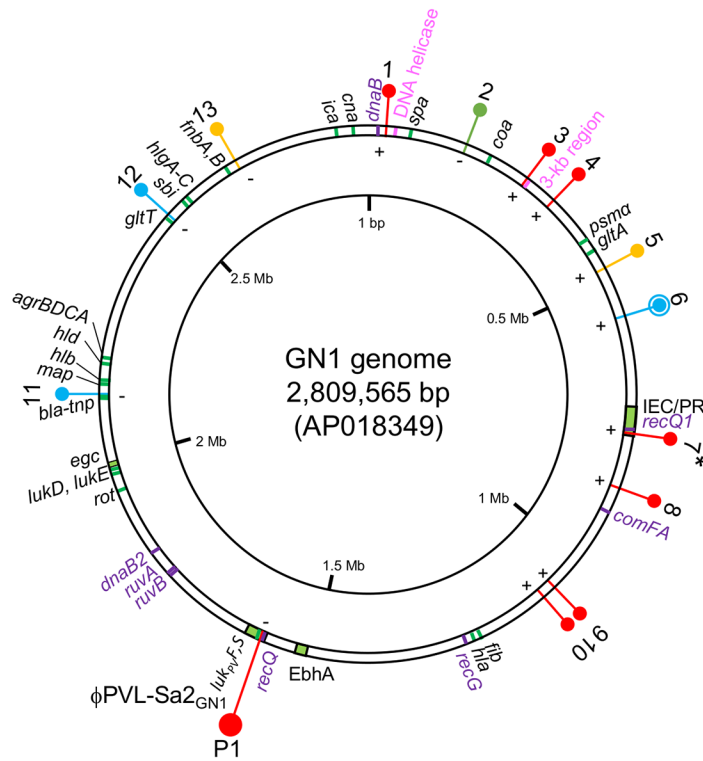 GN1 genome
2,809,565 bp
(AP018349)
1 bp
0.5 Mb
1 Mb
1.5 Mb
2 Mb
2.5 Mb
ica
cna
dnaB
+
1
DNA helicase
spa
2
-
coa
3
+
3-kb region
4
+
psmα
gltA
5
+
6
+
IEC/PR
recQ1
7*
+
8
+
comFA
9
10
+
+
fib
hla
recG
EbhA
recQ
lukPVF,S
-
ϕPVL-Sa2GN1
P1
ruvB
ruvA
dnaB2
rot
lukD, lukE
egc
bla-tnp
11
-
map
hlb
hld
agrBDCA
gltT
12
-
sbi
hlgA-C
fnbA,B
13
-